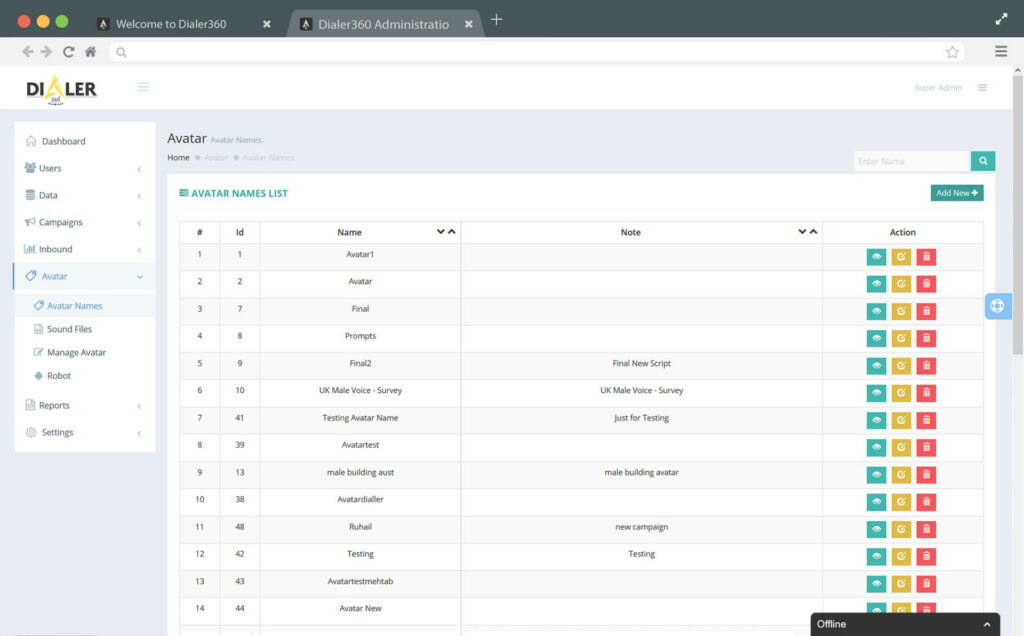 Welcome to Dialer360
Dialer360 Administratio
DIALER
360
Super Admin
Dashboard
Users
Data
Campaigns
Inbound
Avatar
Avatar Names
Sound Files
Manage Avatar
Robot
Reports
Settings
Avatar Avatar Names.
Home Avatar Avatar Names
Enter Name
AVATAR NAMES LIST
Add New
# Id Name Note Action
1 1 Avatar1
2 2 Avatar
3 7 Final
4 8 Prompts
5 9 Final2 Final New Script
6 10 UK Male Voice - Survey UK Male Voice - Survey
7 41 Testing Avatar Name Just for Testing
8 39 Avatartest
9 13 male building aust male building avatar
10 38 Avatardialler
11 48 Ruhail new campaign
12 42 Testing Testing
13 43 Avatartestmehtab
14 44 Avatar New
Offline